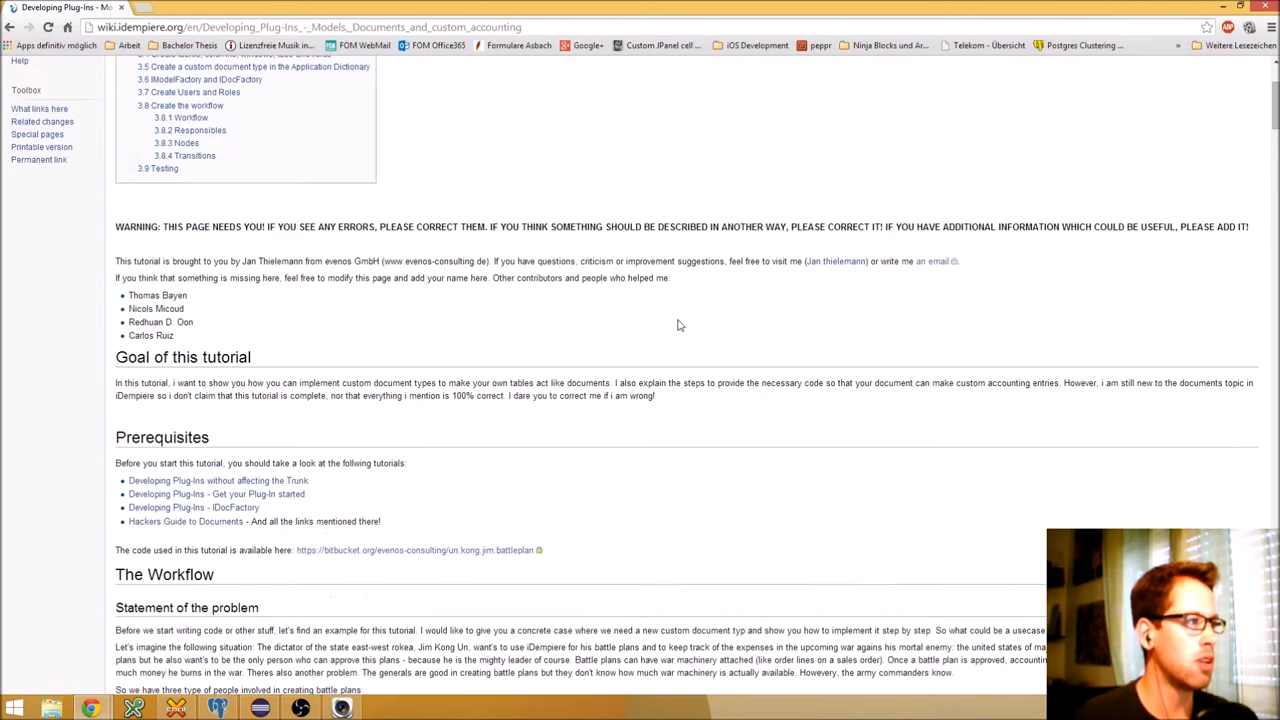 Developing Plug-Ins - Mod
wiki.idempiere.org/en/Developing_Plug-Ins_-_Models,_Documents_and_custom_accounting
Apps definitiv möglich Arbeit Bachelor Thesis Lizenzfreie Musik in... FOM WebMail FOM Office365 Formulare Asbach Google+ Custom JPanel cell ... iOS Development peppr Ninja Blocks und Ar... Telekom - Übersicht Postgres Clustering ... » Weitere Lesezeichen
Help
Toolbox
What links here
Related changes
Special pages
Printable version
Permanent link
3.5 Create a custom document type in the Application Dictionary
3.6 IModelFactory and IDocFactory
3.7 Create Users and Roles
3.8 Create the workflow
3.8.1 Workflow
3.8.2 Responsibles
3.8.3 Nodes
3.8.4 Transitions
3.9 Testing
WARNING: THIS PAGE NEEDS YOU! IF YOU SEE ANY ERRORS, PLEASE CORRECT THEM. IF YOU THINK SOMETHING SHOULD BE DESCRIBED IN ANOTHER WAY, PLEASE CORRECT IT! IF YOU HAVE ADDITIONAL INFORMATION WHICH COULD BE USEFUL, PLEASE ADD IT!
This tutorial is brought to you by Jan Thielemann from evenos GmbH (www.evenos-consulting.de). If you have questions, criticism or improvement suggestions, feel free to visit me (Jan.thielemann) or write me an email.
If you think that something is missing here, feel free to modify this page and add your name here. Other contributors and people who helped me:
Thomas Bayen
Nicols Micoud
Redhuan D. Oon
Carlos Ruiz
Goal of this tutorial
In this tutorial, i want to show you how you can implement custom document types to make your own tables act like documents. I also explain the steps to provide the necessary code so that your document can make custom accounting entries. However, i am still new to the documents topic in
iDempiere so i don't claim that this tutorial is complete, nor that everything i mention is 100% correct. I dare you to correct me if i am wrong!
Prerequisites
Before you start this tutorial, you should take a look at the follwing tutorials:
Developing Plug-Ins without affecting the Trunk
Developing Plug-Ins - Get your Plug-In started
Developing Plug-Ins - IDocFactory
Hackers Guide to Documents - And all the links mentioned there!
The code used in this tutorial is available here: https://bitbucket.org/evenos-consulting/un.kong.jim.battleplan
The Workflow
Statement of the problem
Before we start writing code or other stuff, let's find an example for this tutorial. I would like to give you a concrete case where we need a new custom document typ and show you how to implement it step by step. So what could be a usecase
Let's imagine the following situation: The dictator of the state east-west rokea, Jim Kong Un, want's to use iDempiere for his battle plans and to keep track of the expenses in the upcoming war agains his mortal enemy: the united states of ma
plans but he also want's to be the only person who can approve this plans - because he is the mighty leader of course. Battle plans can have war machinery attached (like order lines on a sales order). Once a battle plan is approved, accountin
much money he burns in the war. Theres also another problem. The generals are good in creating battle plans but they don't know how much war machinery is actually available. Howerver, the army commanders know.
So we have three type of people involved in creating battle plans: